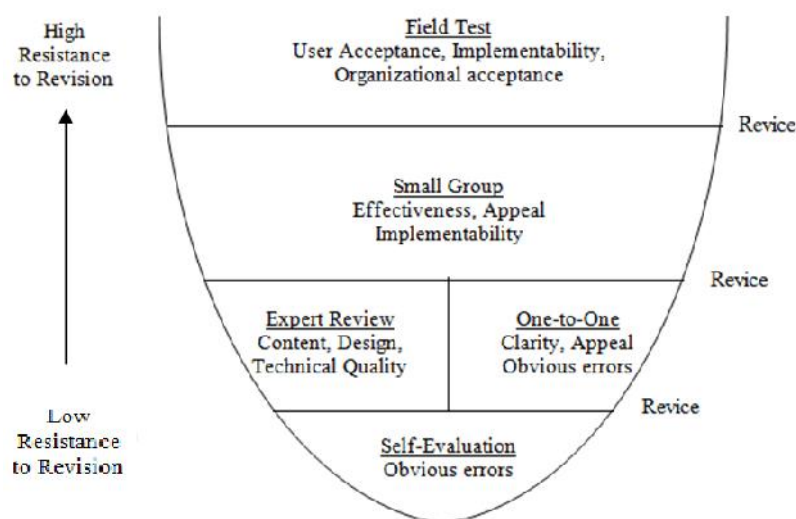 High
Resistance
to Revision
Field Test
User Acceptance, Implementability,
Organizational acceptance
Revice
Small Group
Effectiveness, Appeal
Implementability
Revice
Expert Review
Content, Design,
Technical Quality
One-to-One
Clarity, Appeal
Obvious errors
Revice
Low
Resistance
to Revision
Self-Evaluation
Obvious errors